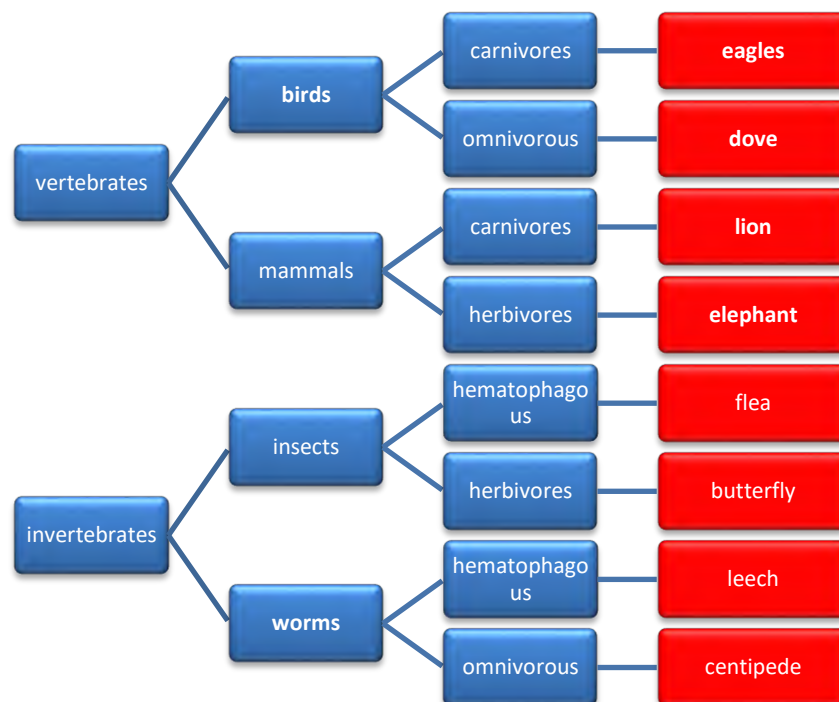 carnivores
eagles
birds
omnivorous
dove
vertebrates
carnivores
lion
mammals
herbivores
elephant
hematophago
us
flea
insects
herbivores
butterfly
invertebrates
hematophago
us
leech
worms
omnivorous
centipede